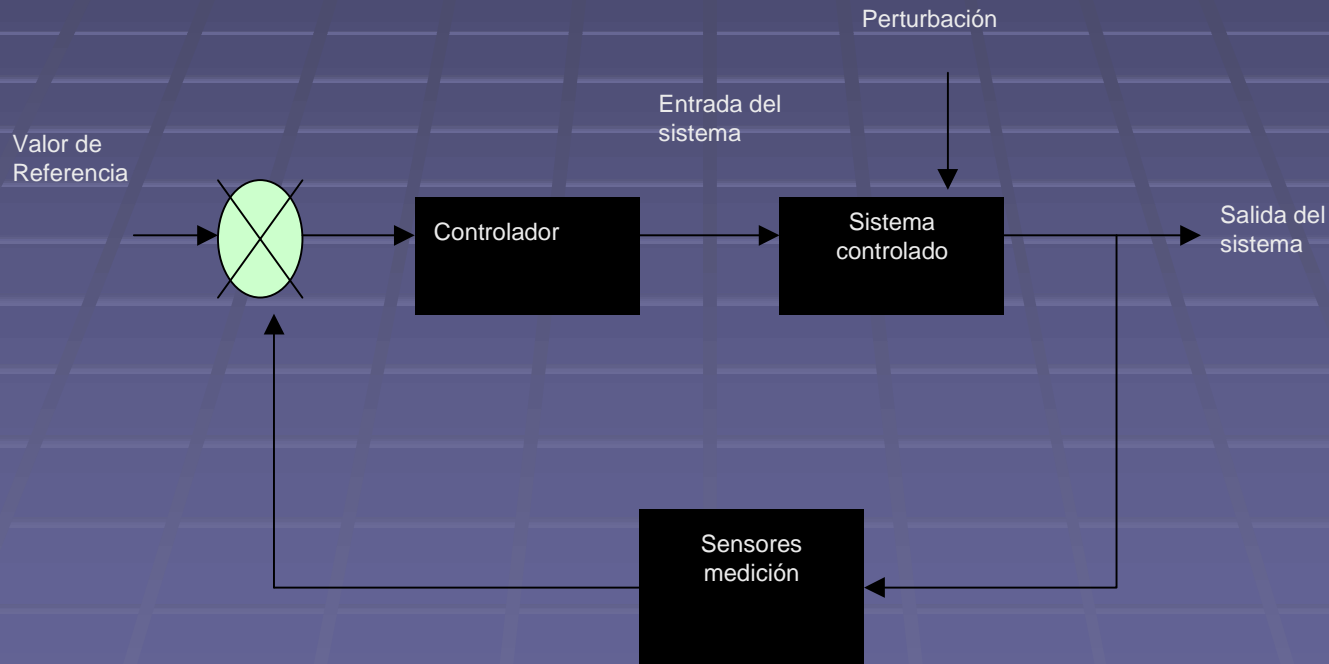 Perturbación
Entrada del
sistema
Valor de
Referencia
Controlador
Sistema
controlado
Salida del
sistema
Sensores
medición